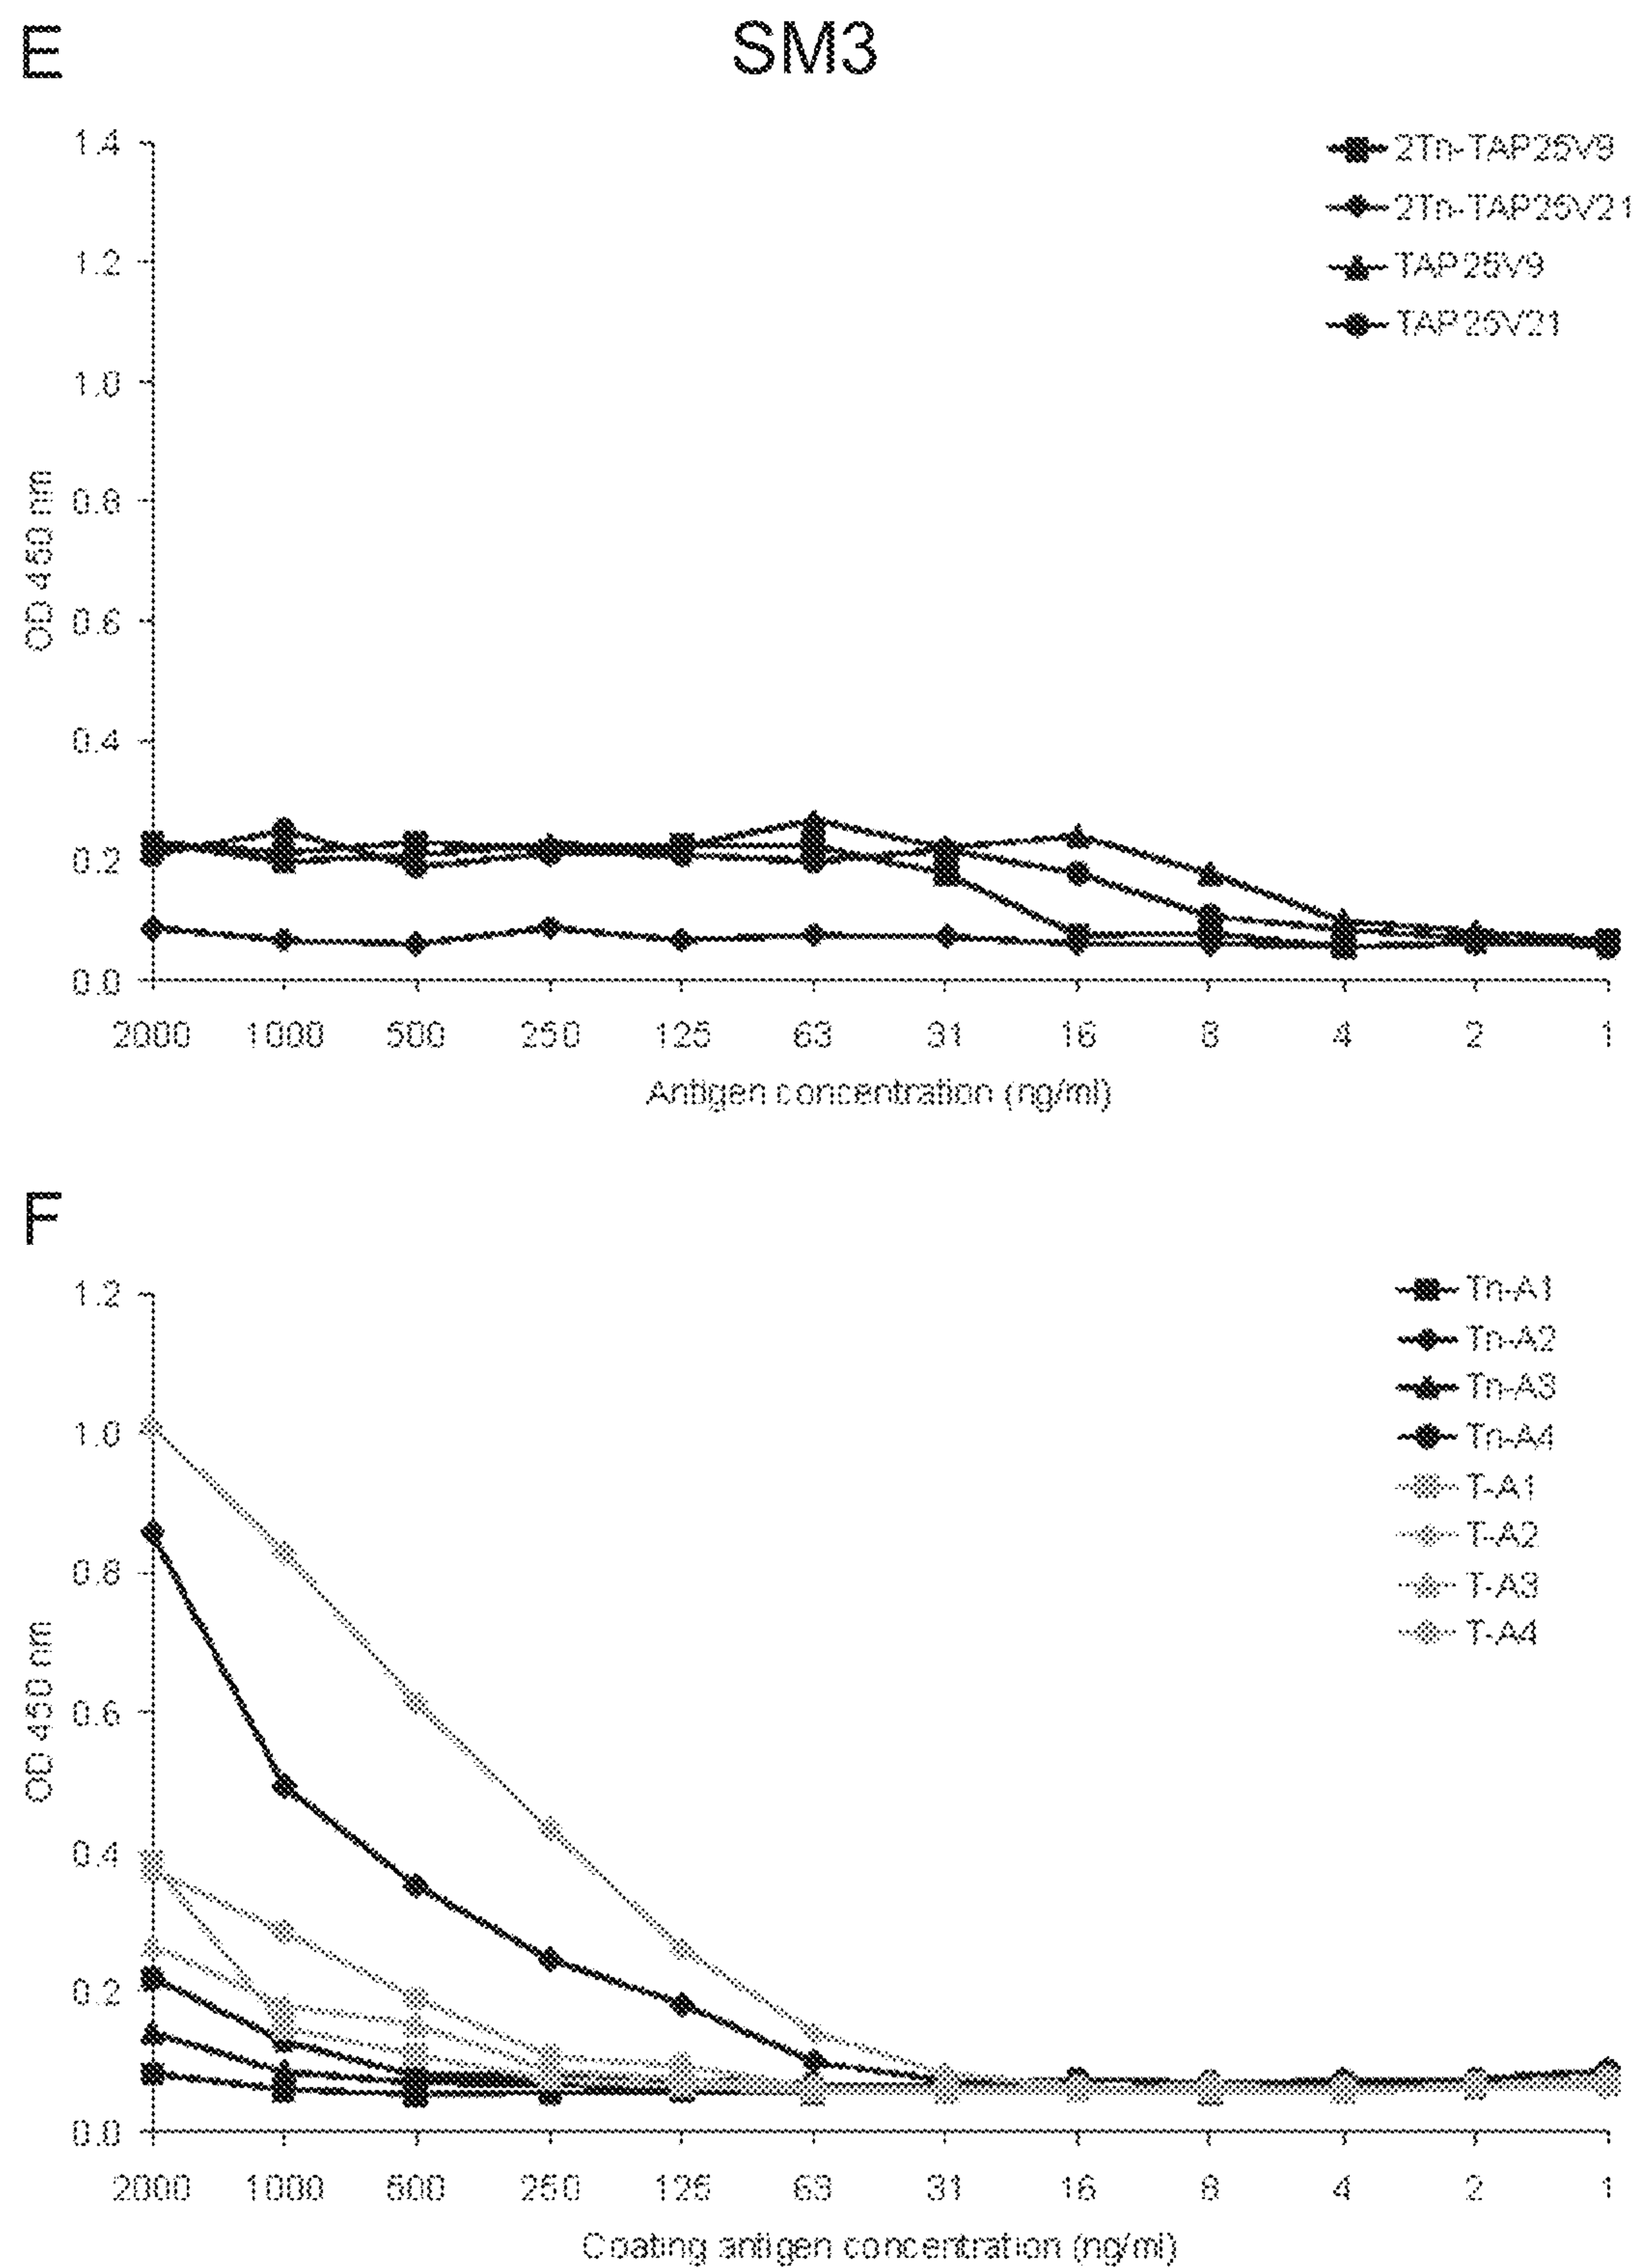 E
SM3
1.4
1.2
1.0
0.8
0.6
0.4
0.2
0.0
OD 450 nm
2Tn-TAP25V9
2Tn-TAP25V21
TAP25V9
TAP25V21
2000 1000 500 250 125 63 31 16 8 4 2 1
Antigen concentration (ng/ml)
F
1.2
1.0
0.8
0.6
0.4
0.2
0.0
OD 450 nm
Tn-A1
Tn-A2
Tn-A3
Tn-A4
T-A1
T-A2
T-A3
T-A4
2000 1000 500 250 125 63 31 16 8 4 2 1
Coating antigen concentration (ng/ml)